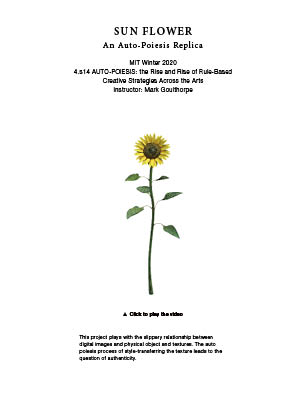 SUN FLOWER
An Auto-Poiesis Replica
MIT Winter 2020
4.s14 AUTO-POIESIS: the Rise and Rise of Rule-Based
Creative Strategies Across the Arts
Instructor: Mark Goulthorpe
▲ Click to play the video
This project plays with the slippery relationship between
digital images and physical object and textures. The auto
poiesis process of style-transferring the texture leads to the
question of authenticity.